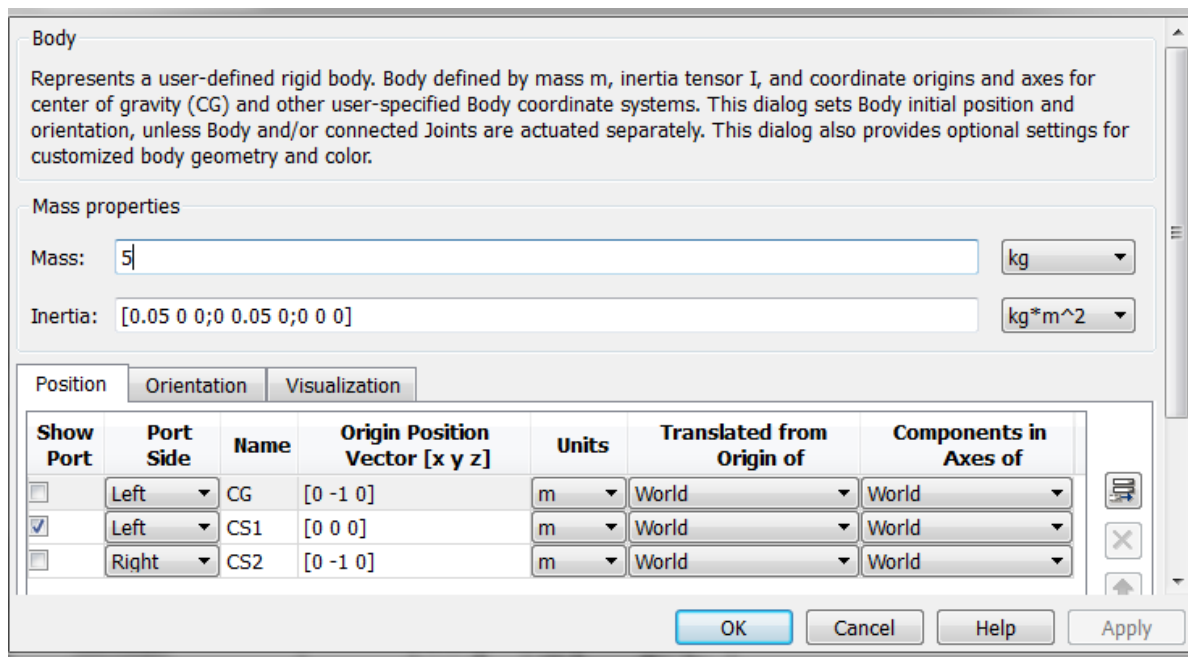 Body
Represents a user-defined rigid body. Body defined by mass m, inertia tensor I, and coordinate origins and axes for
center of gravity (CG) and other user-specified Body coordinate systems. This dialog sets Body initial position and
orientation, unless Body and/or connected Joints are actuated separately. This dialog also provides optional settings for
customized body geometry and color.
Mass properties
Mass: 5 kg
Inertia: [0.05 0 0;0 0.05 0;0 0 0] kg*m^2
Position Orientation Visualization
Show Port Origin Position Translated from Components in
Port Side Name Vector [x y z] Units Origin of Axes of
Left CG [0 -1 0] m World World
Left CS1 [0 0 0] m World World
Right CS2 [0 -1 0] m World World
OK Cancel Help Apply